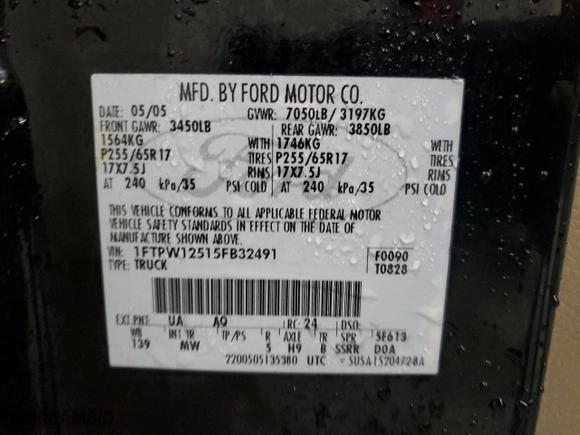 MFD. BY FORD MOTOR CO.
DATE: 05/05 GVWR: 7050LB/ 3197KG
FRONT GAWR: 3450LB REAR GAWR: 3850LB
1564KG WITH 1746KG WITH
P255/65R17 TIRES P255/65R17 TIRES
17X7.5J RIMS 17X7.5J RIMS
AT 240 kPa/35 PSI COLD AT 240 kPa/35 PSI COLD
THIS VEHICLE CONFORMS TO ALL APPLICABLE FEDERAL MOTOR
VEHICLE SAFETY STANDARDS IN EFFECT ON THE DATE OF
MANUFACTURE SHOWN ABOVE.
VIN: 1FTPW12515FB32491 F0090
TYPE: TRUCK T0828
EXT PNT: UA AQ RC: 24 DSO:
WB INT TR TP/PS R AXLE TR SPR 5F613
139 MW 5 H9 B SSRR DOA
2200505135380 UTC
Ford